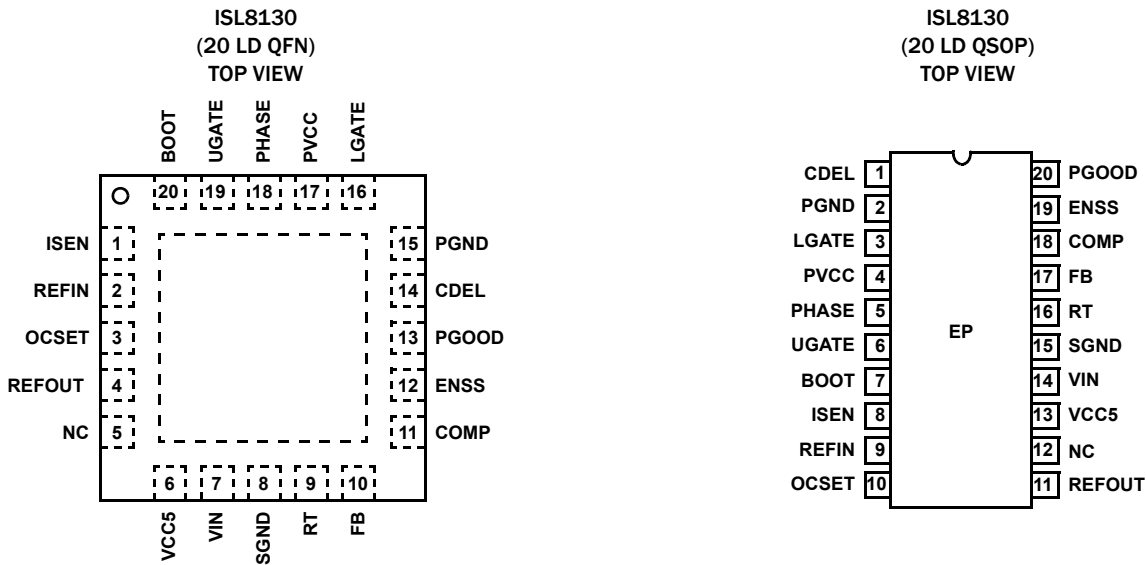 ISL8130
(20 LD QFN)
TOP VIEW
BOOT
UGATE
PHASE
PVCC
LGATE
20 19 18 17 16
ISEN 1
REFIN 2
OCSET 3
REFOUT 4
NC 5
15 PGND
14 CDEL
13 PGOOD
12 ENSS
11 COMP
6 7 8 9 10
VCC5
VIN
SGND
RT
FB
ISL8130
(20 LD QSOP)
TOP VIEW
CDEL 1
PGND 2
LGATE 3
PVCC 4
PHASE 5
UGATE 6
BOOT 7
ISEN 8
REFIN 9
OCSET 10
EP
20 PGOOD
19 ENSS
18 COMP
17 FB
16 RT
15 SGND
14 VIN
13 VCC5
12 NC
11 REFOUT